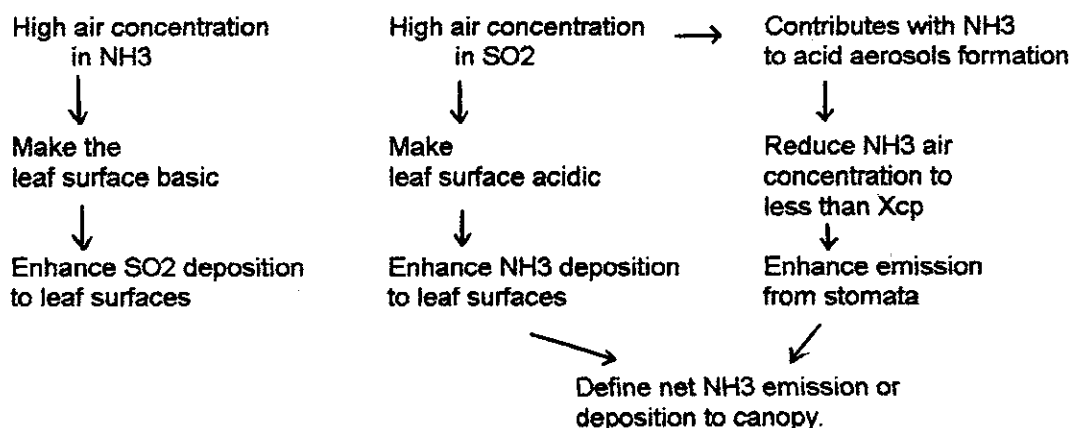 High air concentration
in NH3
Make the
leaf surface basic
Enhance SO2 deposition
to leaf surfaces
High air concentration
in SO2
Make
leaf surface acidic
Enhance NH3 deposition
to leaf surfaces
Contributes with NH3
to acid aerosols formation
Reduce NH3 air
concentration to
less than Xcp
Enhance emission
from stomata
Define net NH3 emission or
deposition to canopy.